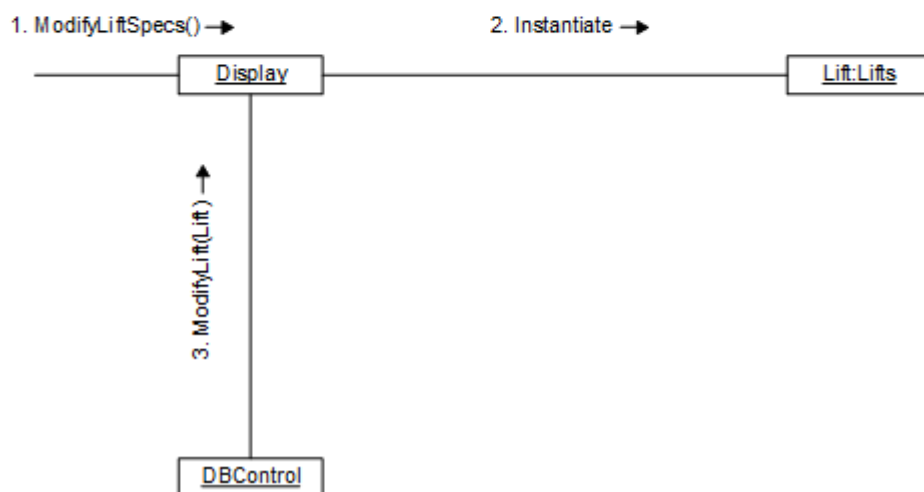 1. ModifyLiftSpecs()
2. Instantiate
Display
Lift:Lifts
3. ModifyLift(Lift)
DBControl